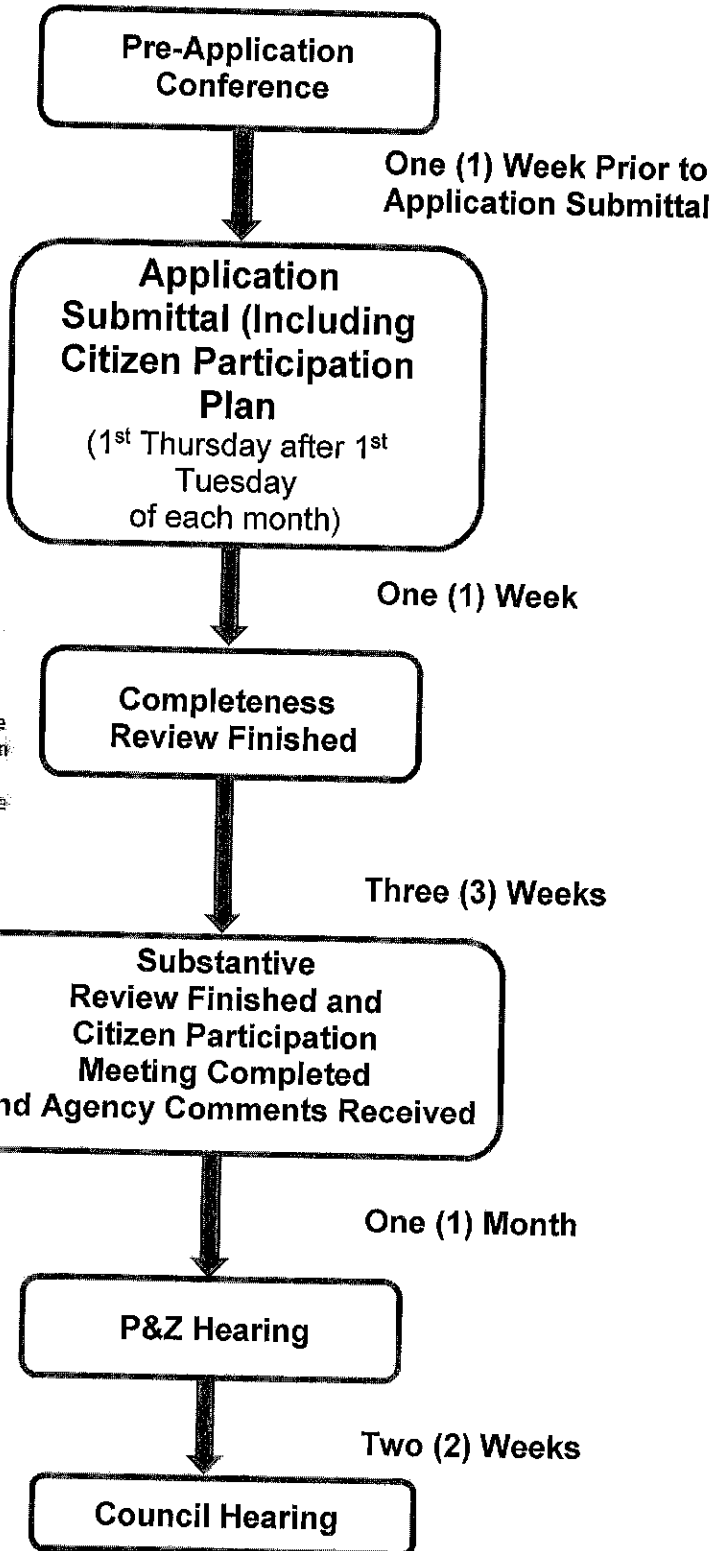 Pre-Application
Conference
One (1) Week Prior to
Application Submittal
Application
Submittal (Including
Citizen Participation
Plan
(1st Thursday after 1st
Tuesday
of each month)
One (1) Week
Completeness
Review Finished
Three (3) Weeks
Substantive
Review Finished and
Citizen Participation
Meeting Completed
nd Agency Comments Received
One (1) Month
P&Z Hearing
Two (2) Weeks
Council Hearing